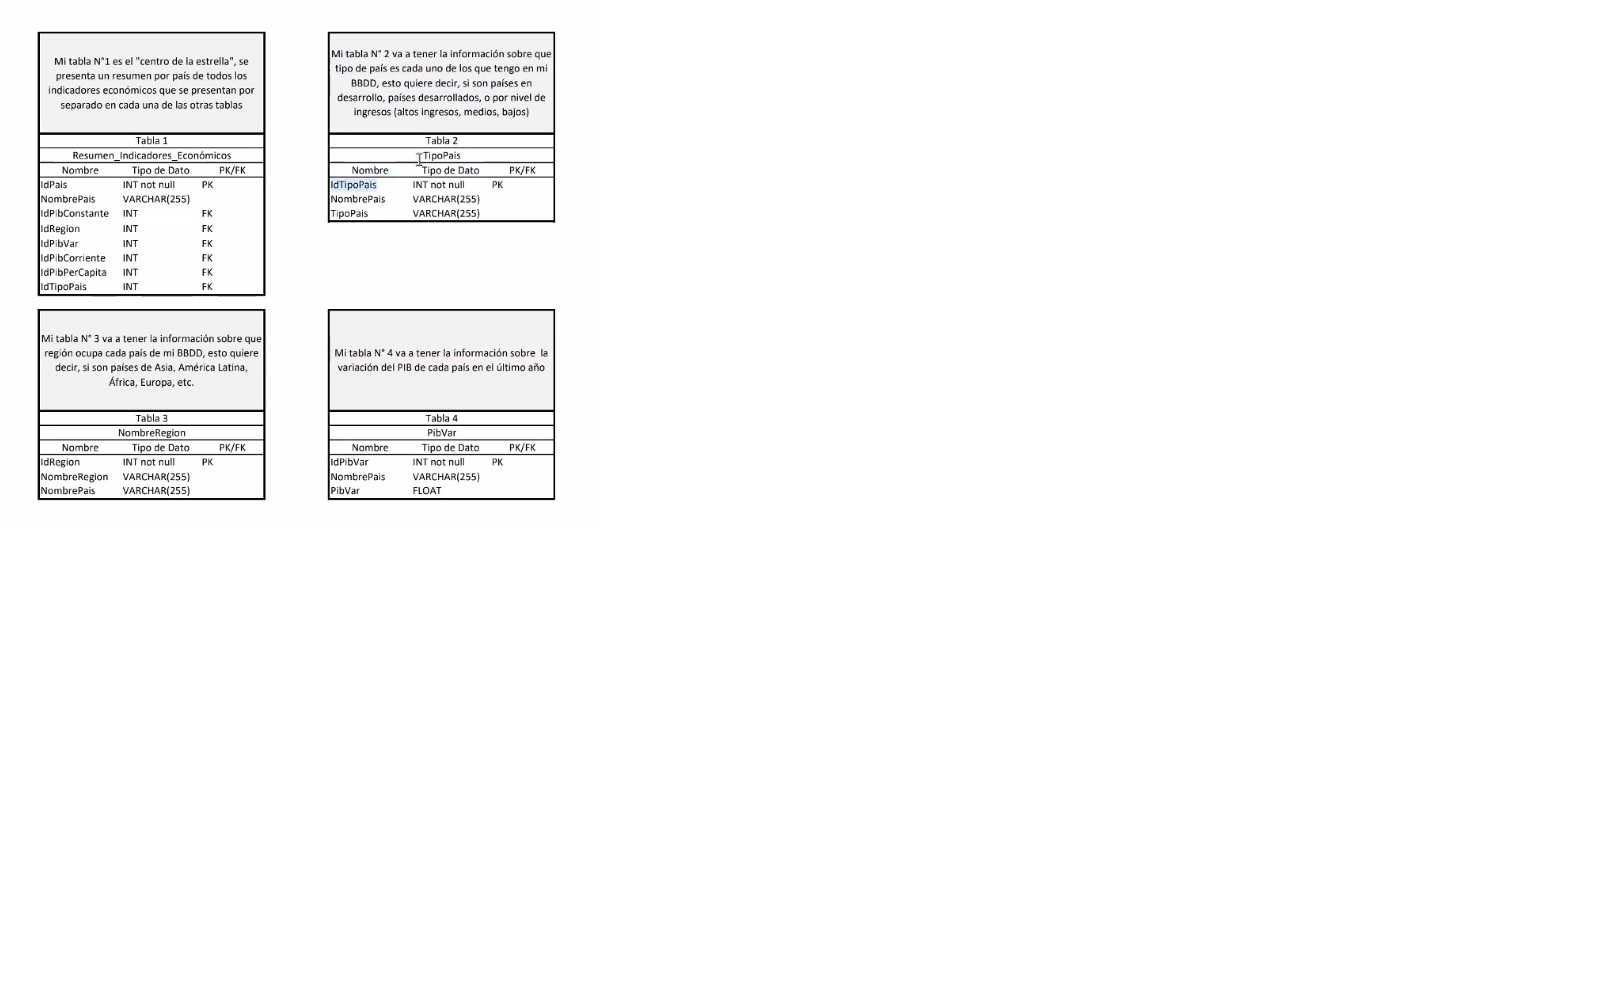 Mi tabla N°1 es el "centro de la estrella", se
presenta un resumen por país de todos los
indicadores económicos que se presentan por
separado en cada una de las otras tablas
Tabla 1
Resumen_Indicadores_Económicos
Nombre Tipo de Dato PK/FK
IdPais INT not null PK
NombrePais VARCHAR(255)
IdPibConstante INT FK
IdRegion INT FK
IdPibVar INT FK
IdPibCorriente INT FK
IdPibPerCapita INT FK
IdTipoPais INT FK
Mi tabla N° 2 va a tener la información sobre que
tipo de país es cada uno de los que tengo en mi
BBDD, esto quiere decir, si son países en
desarrollo, países desarrollados, o por nivel de
ingresos (altos ingresos, medios, bajos)
Tabla 2
TipoPais
Nombre Tipo de Dato PK/FK
IdTipoPais INT not null PK
NombrePais VARCHAR(255)
TipoPais VARCHAR(255)
Mi tabla N° 3 va a tener la información sobre que
región ocupa cada país de mi BBDD, esto quiere
decir, si son países de Asia, América Latina,
África, Europa, etc.
Tabla 3
NombreRegion
Nombre Tipo de Dato PK/FK
IdRegion INT not null PK
NombreRegion VARCHAR(255)
NombrePais VARCHAR(255)
Mi tabla N° 4 va a tener la información sobre la
variación del PIB de cada país en el último año
Tabla 4
PibVar
Nombre Tipo de Dato PK/FK
IdPibVar INT not null PK
NombrePais VARCHAR(255)
PibVar FLOAT